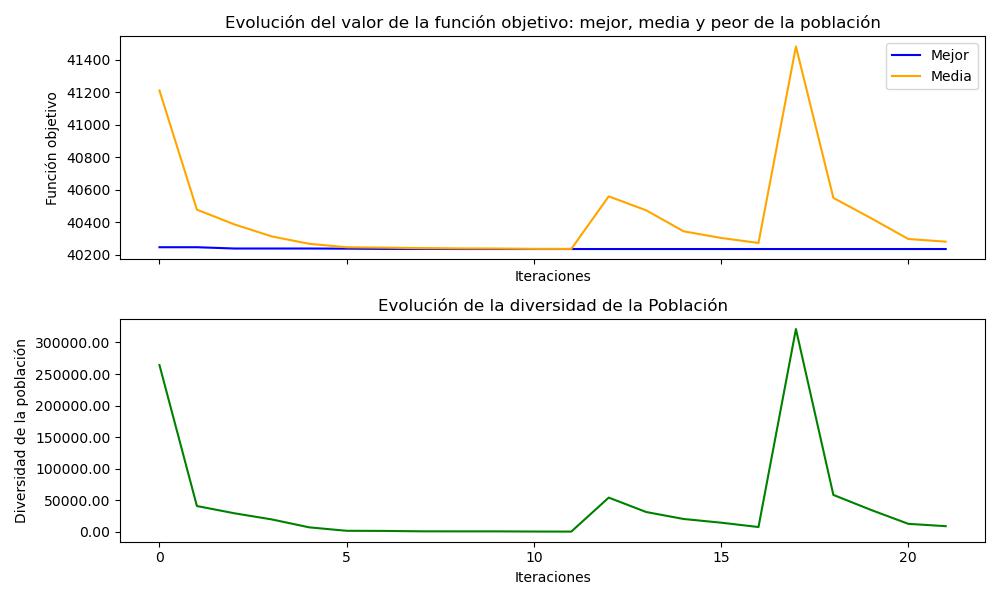 Evolución del valor de la función objetivo: mejor, media y peor de la población
41400
41200
41000
40800
40600
40400
40200
Función objetivo
Mejor
Media
Iteraciones
Evolución de la diversidad de la Población
300000.00
250000.00
200000.00
150000.00
100000.00
50000.00
0.00
Diversidad de la población
0 5 10 15 20
Iteraciones